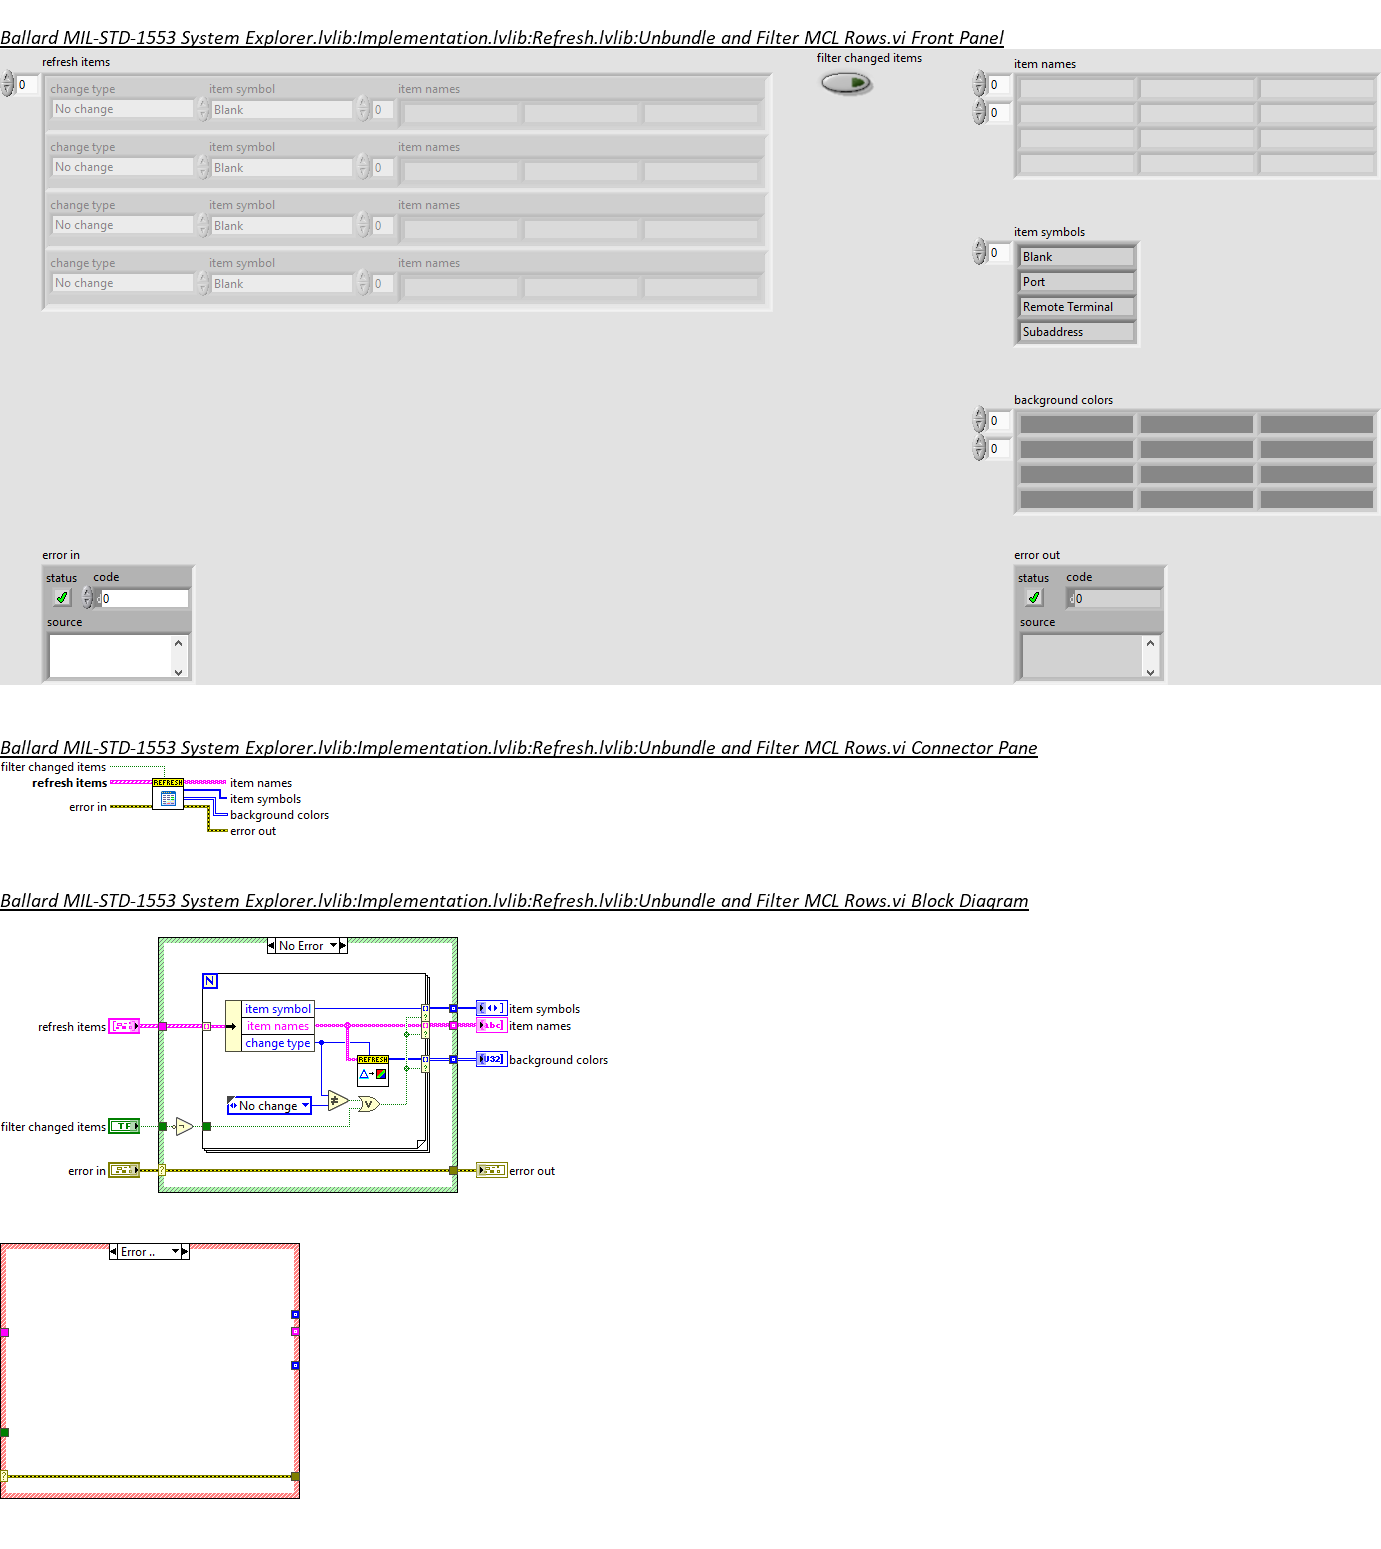 Ballard MIL-STD-1553 System Explorer.lvlib:Implementation.lvlib:Refresh.lvlib:Unbundle and Filter MCL Rows.vi Front Panel
refresh items
0
change type item symbol item names
No change Blank 0
change type item symbol item names
No change Blank 0
change type item symbol item names
No change Blank 0
change type item symbol item names
No change Blank 0
filter changed items
item names
0
0
item symbols
0
Blank
Port
Remote Terminal
Subaddress
background colors
0
0
error in
status code
d0
source
error out
status code
d0
source
Ballard MIL-STD-1553 System Explorer.lvlib:Implementation.lvlib:Refresh.lvlib:Unbundle and Filter MCL Rows.vi Connector Pane
filter changed items
refresh items
error in
REFRESH
item names
item symbols
background colors
error out
Ballard MIL-STD-1553 System Explorer.lvlib:Implementation.lvlib:Refresh.lvlib:Unbundle and Filter MCL Rows.vi Block Diagram
No Error
N
item symbol
item names
change type
refresh items
REFRESH
No change
filter changed items
TF
error in
item symbols
abc
item names
U32
background colors
error out
Error ..